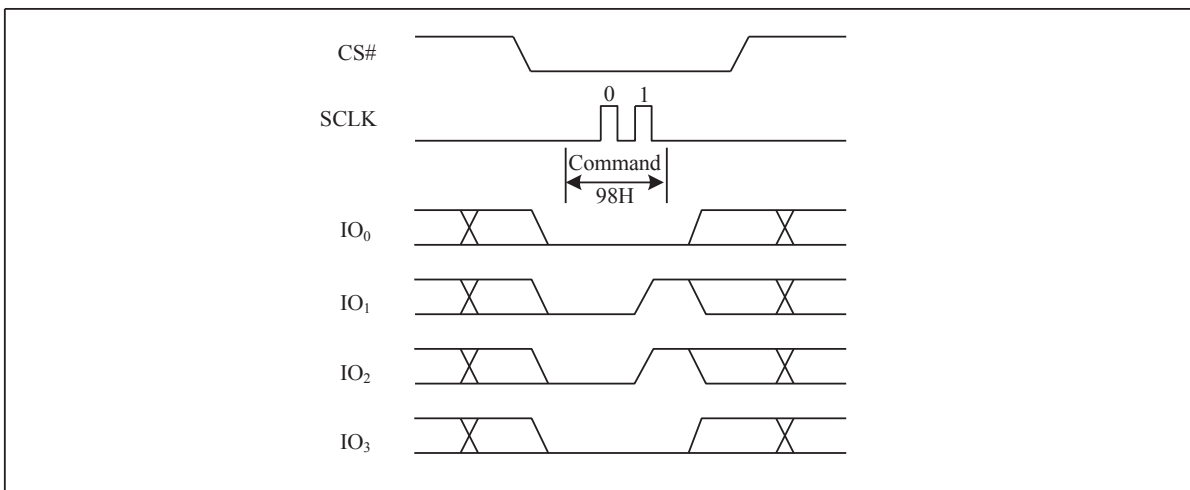 CS#
0 1
SCLK
Command
98H
IO₀
IO₁
IO₂
IO₃